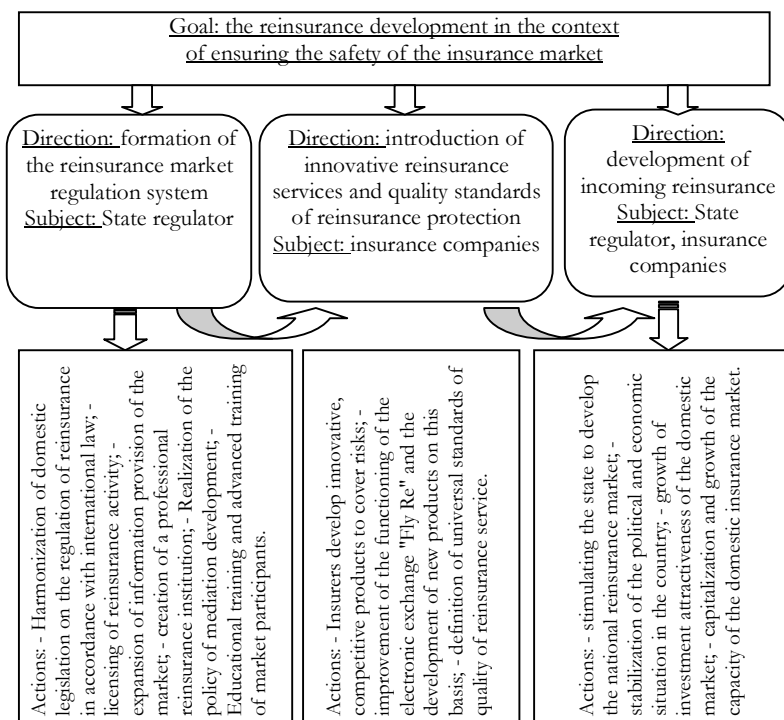 Goal: the reinsurance development in the context
of ensuring the safety of the insurance market
Direction: formation of
the reinsurance market
regulation system
Subject: State regulator
Direction: introduction of
innovative reinsurance
services and quality standards
of reinsurance protection
Subject: insurance companies
Direction:
development of
incoming reinsurance
Subject: State
regulator, insurance
companies
Actions: - Harmonization of domestic
legislation on the regulation of reinsurance
in accordance with international law; -
licensing of reinsurance activity; -
expansion of information provision of the
market; - creation of a professional
reinsurance institution; - Realization of the
policy of mediation development; -
Educational training and advanced training
of market participants.
Actions: - Insurers develop innovative,
competitive products to cover risks; -
improvement of the functioning of the
electronic exchange "Fly Re" and the
development of new products on this
basis; - definition of universal standards of
quality of reinsurance service.
Actions: - stimulating the state to develop
the national reinsurance market; -
stabilization of the political and economic
situation in the country; - growth of
investment attractiveness of the domestic
market; - capitalization and growth of the
capacity of the domestic insurance market.